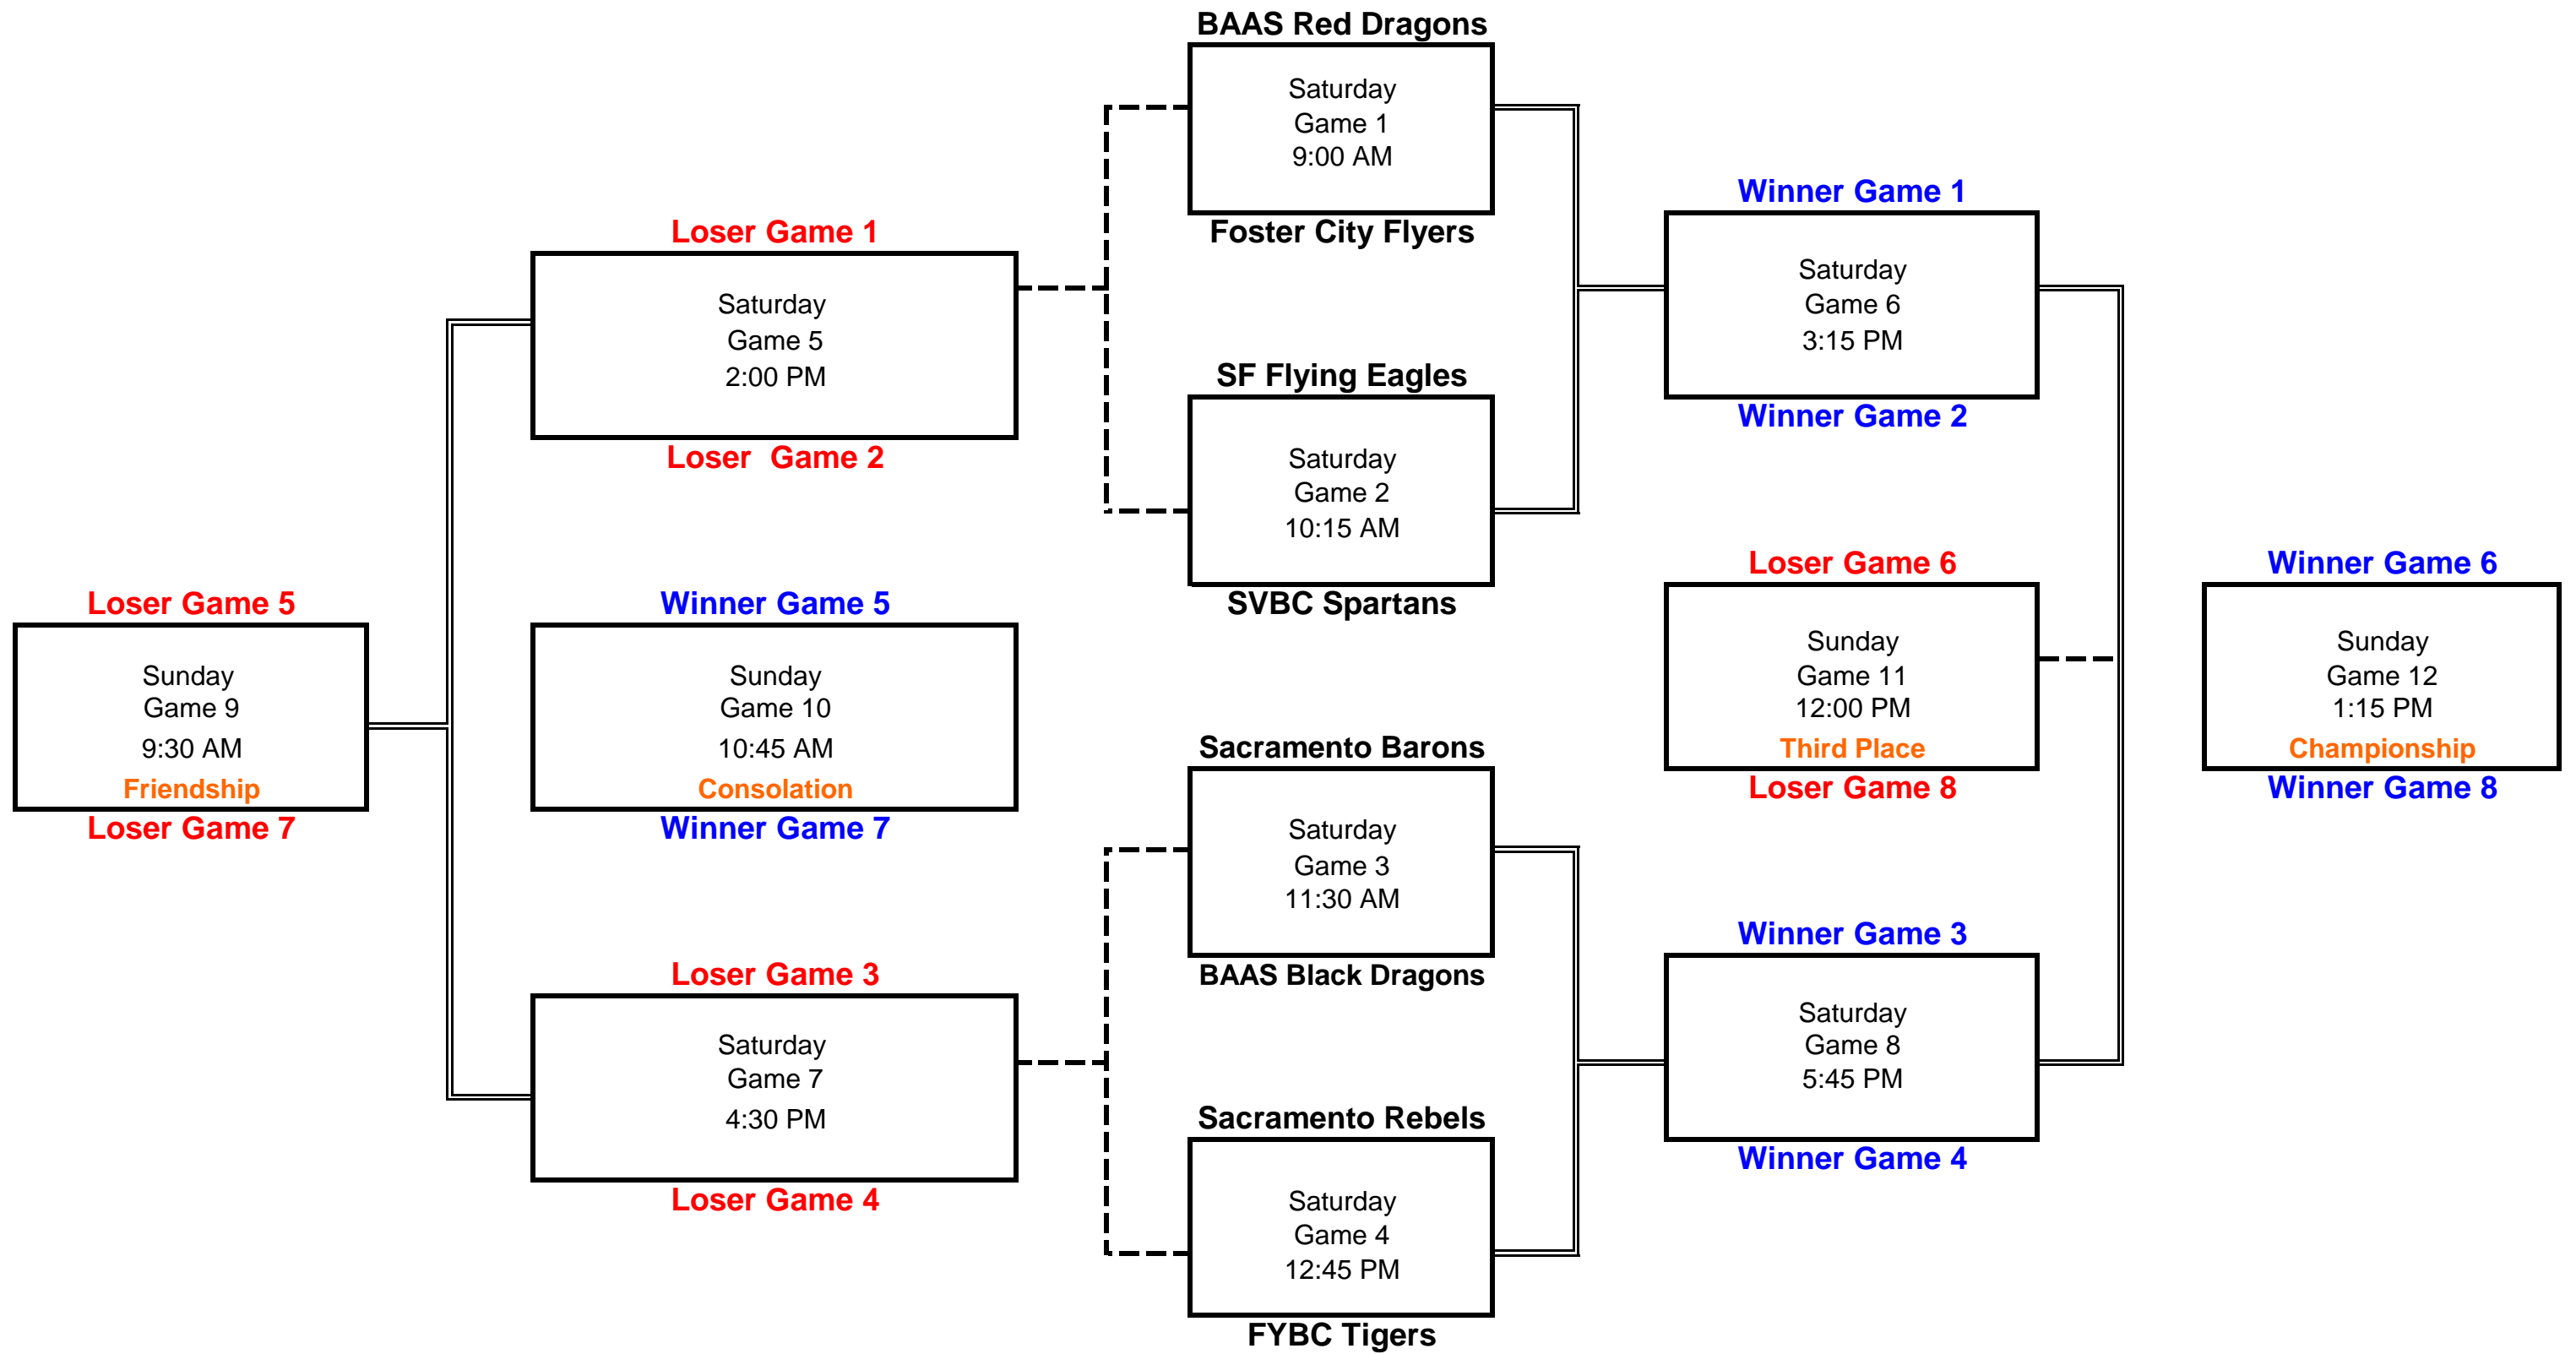 BAAS Red Dragons
Saturday
Game 1
9:00 AM
Foster City Flyers
Winner Game 1
Saturday
Game 6
3:15 PM
Winner Game 2
Loser Game 1
Saturday
Game 5
2:00 PM
Loser  Game 2
SF Flying Eagles
Saturday
Game 2
10:15 AM
SVBC Spartans
Loser Game 5
Sunday
Game 9
9:30 AM
Friendship
Loser Game 7
Winner Game 5
Sunday
Game 10
10:45 AM
Consolation
Winner Game 7
Loser Game 6
Sunday
Game 11
12:00 PM
Third Place
Loser Game 8
Winner Game 6
Sunday
Game 12
1:15 PM
Championship
Winner Game 8
Sacramento Barons
Saturday
Game 3
11:30 AM
BAAS Black Dragons
Winner Game 3
Saturday
Game 8
5:45 PM
Winner Game 4
Loser Game 3
Saturday
Game 7
4:30 PM
Loser Game 4
Sacramento Rebels
Saturday
Game 4
12:45 PM
FYBC Tigers